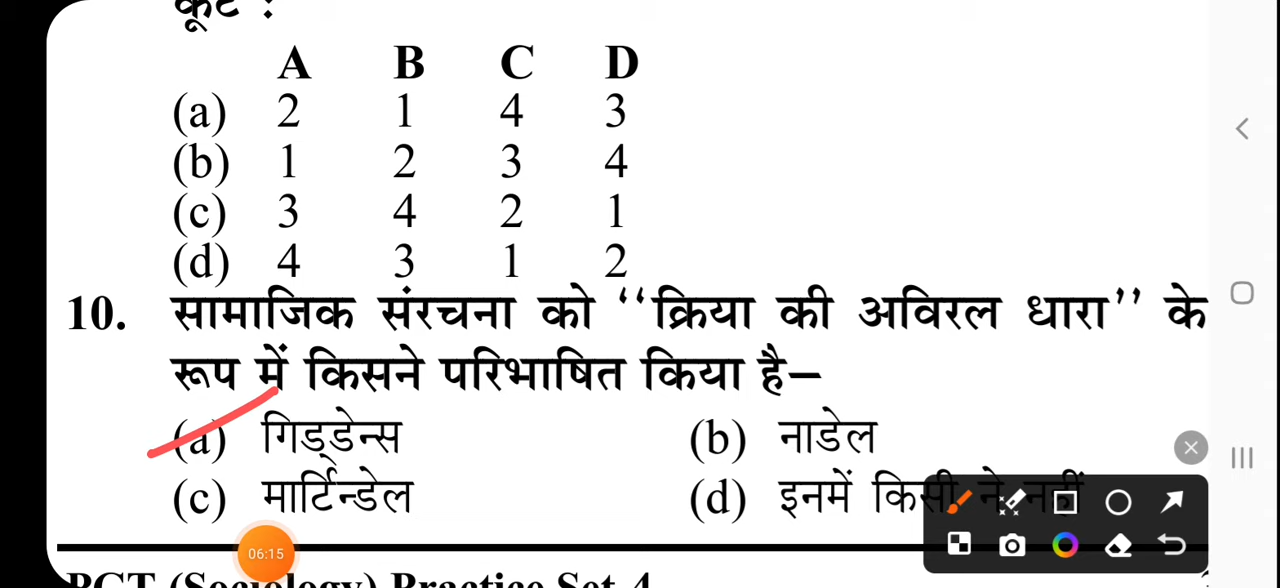 कूट :
A B C D
(a) 2 1 4 3
(b) 1 2 3 4
(c) 3 4 2 1
(d) 4 3 1 2
10. सामाजिक संरचना को ‘‘क्रिया की अविरल धारा’’ के
रूप में किसने परिभाषित किया है–
(a) गिड्डेन्स (b) नाडेल
(c) मार्टिन्डेल (d) इनमें किसी ने नहीं
06:15
PGT (Sociology) Practice Set-4